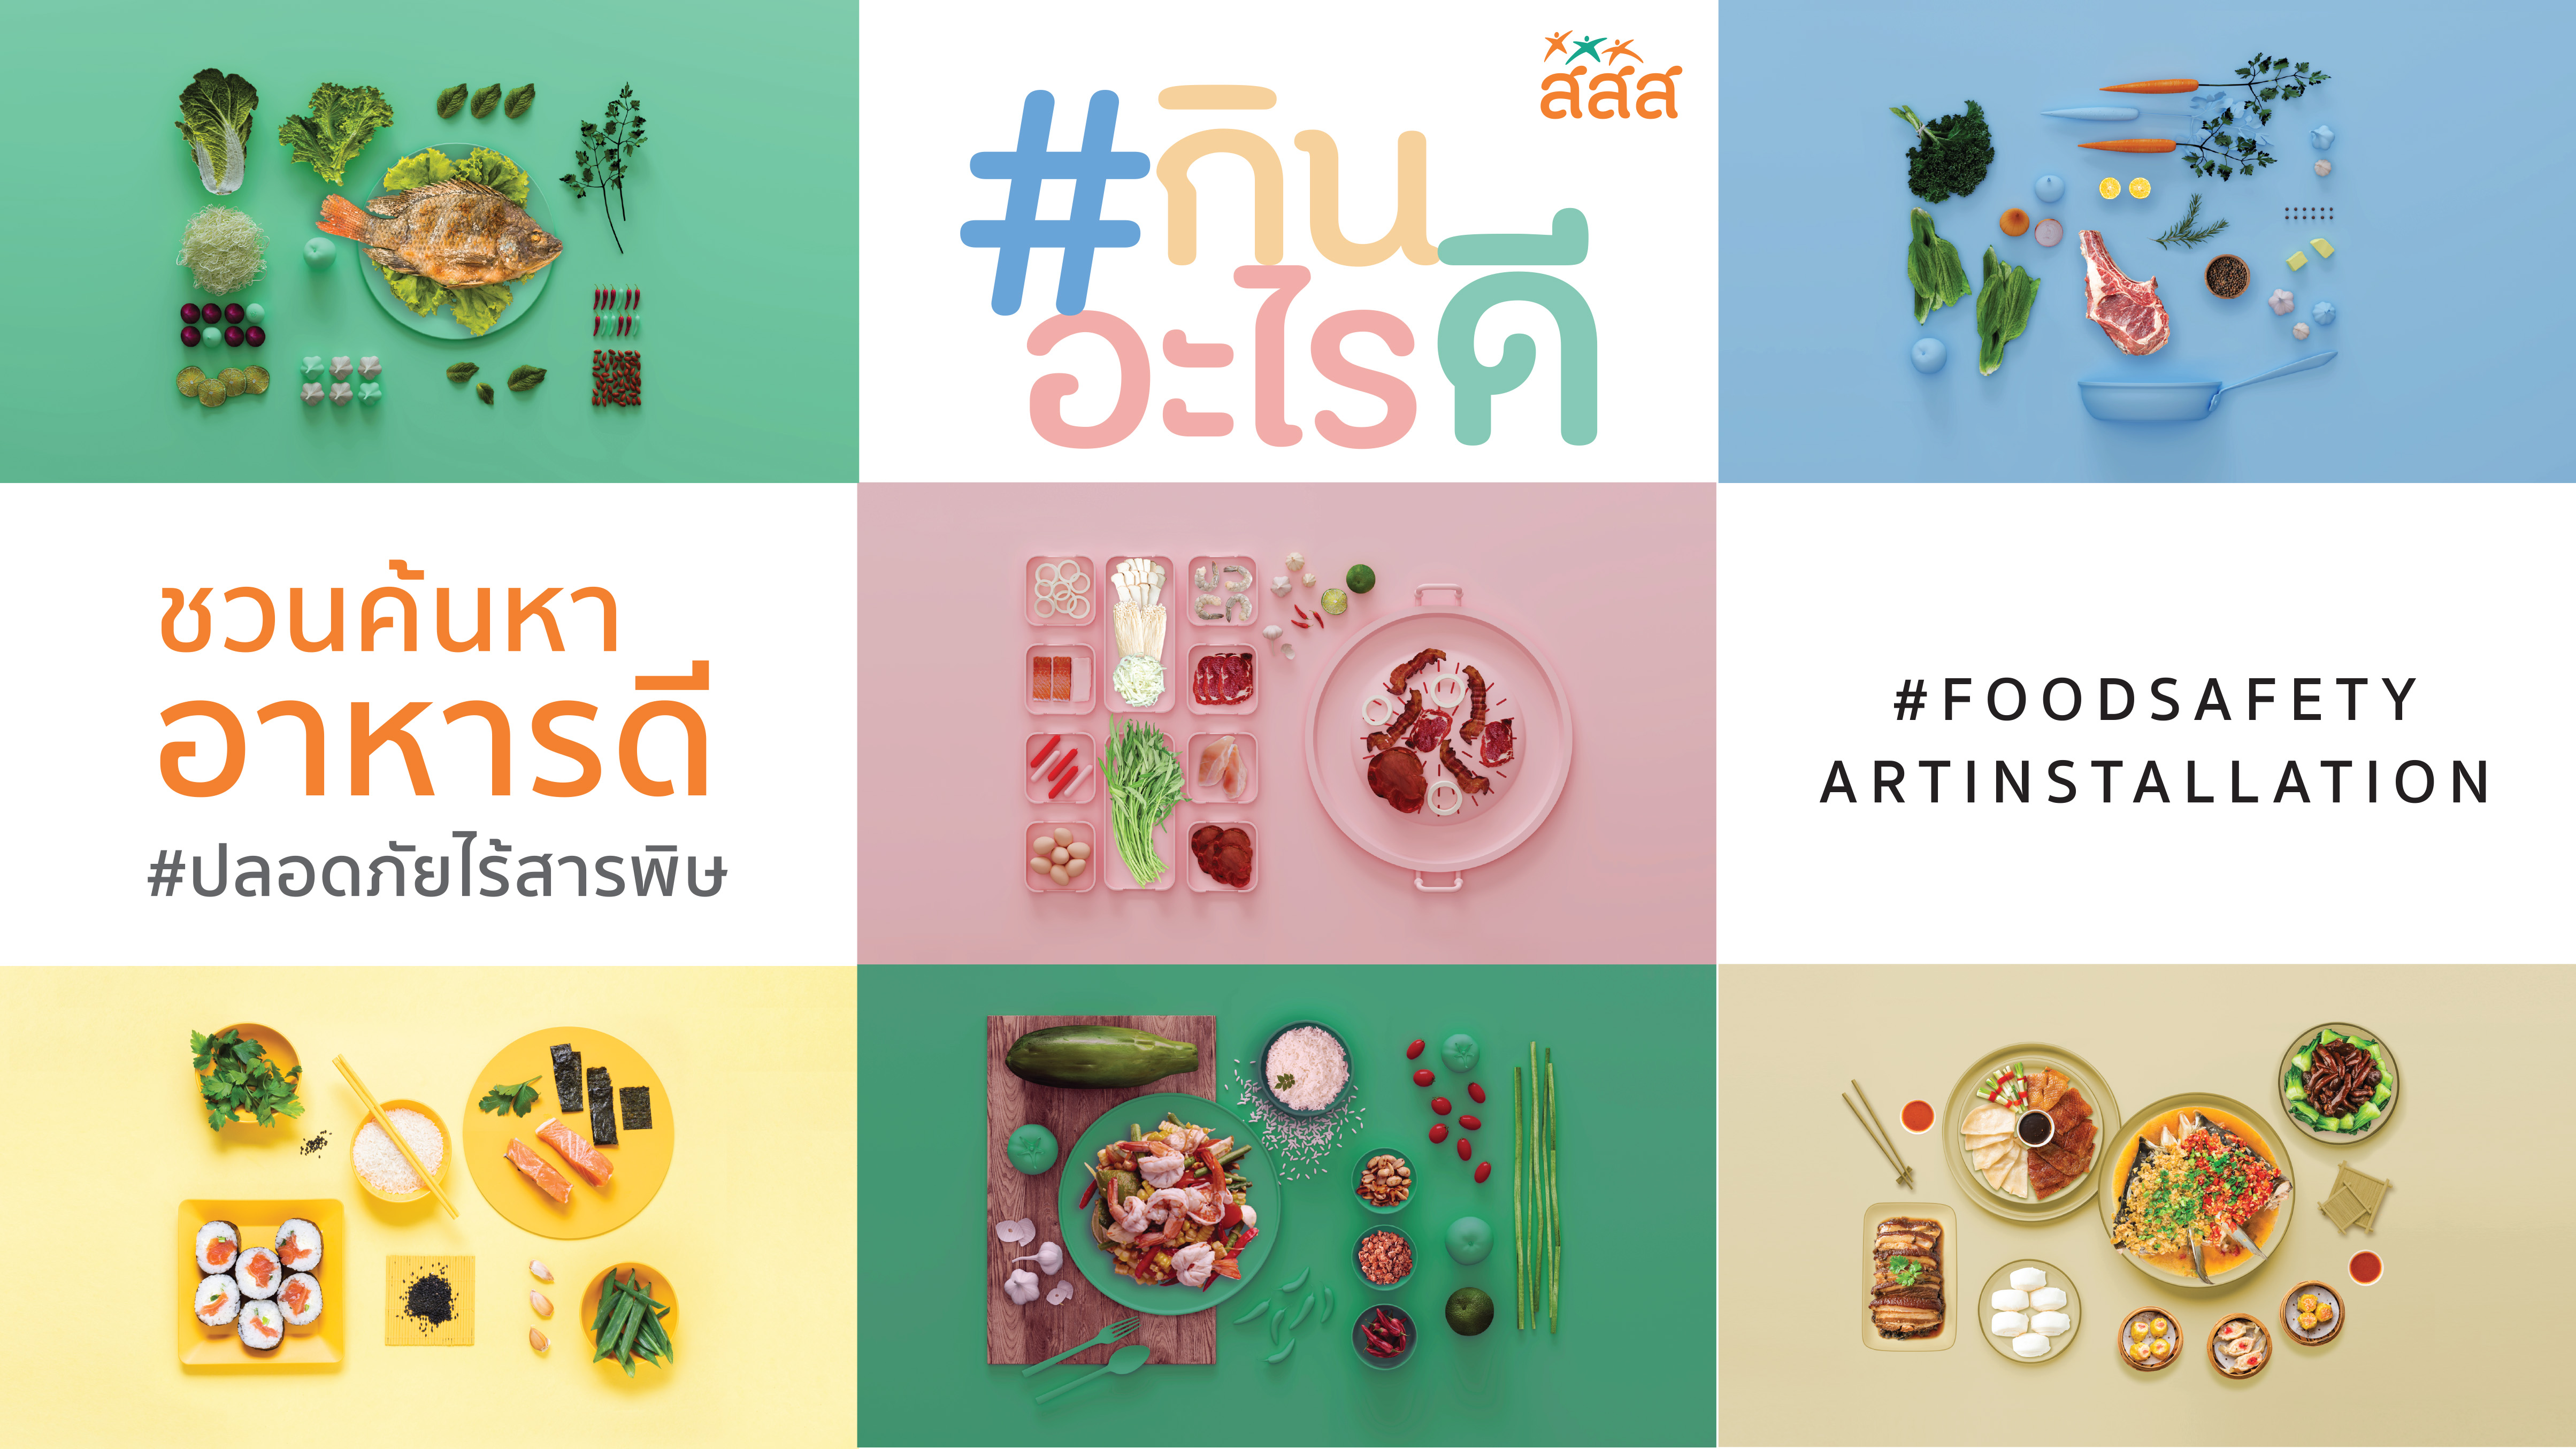 สสส
#กิน
อะไรดี
ชวนค้นหา
อาหารดี
#ปลอดภัยไร้สารพิษ
#FOODSAFETY
ARTINSTALLATION